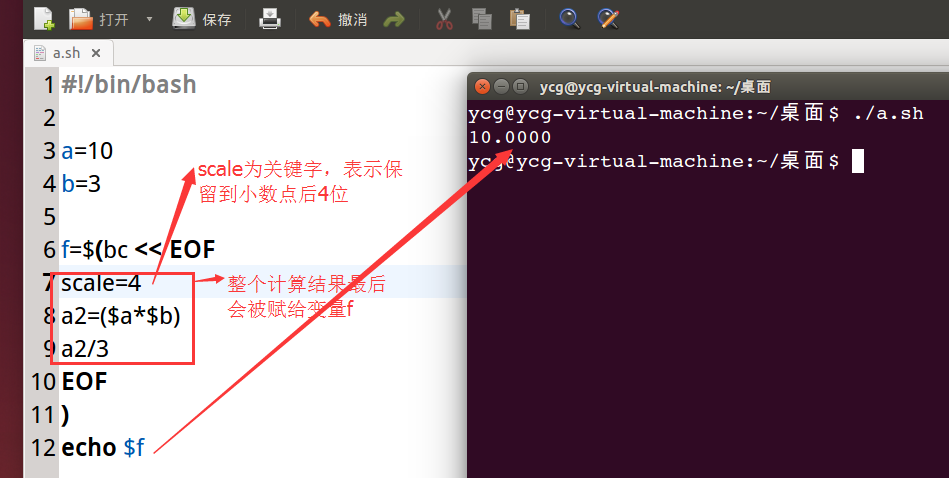 打开 保存 撤消
a.sh ×
1 #!/bin/bash
2
3 a=10
4 b=3
5
6 f=$(bc << EOF
7 scale=4
8 a2=($a*$b)
9 a2/3
10 EOF
11 )
12 echo $f
scale为关键字，表示保
留到小数点后4位
整个计算结果最后
会被赋给变量f
ycg@ycg-virtual-machine: ~/桌面
ycg@ycg-virtual-machine:~/桌面$ ./a.sh
10.0000
ycg@ycg-virtual-machine:~/桌面$